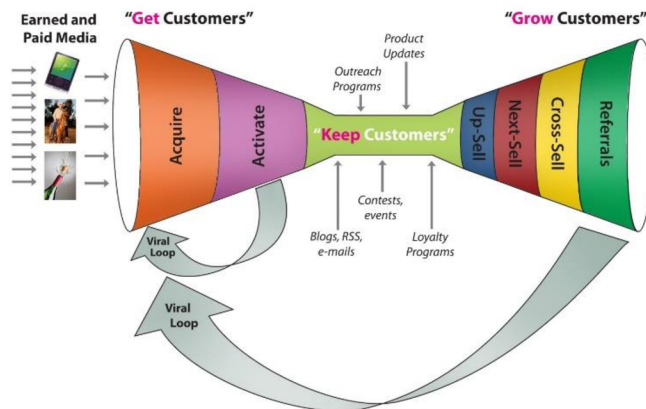 Earned and
Paid Media
"Get Customers"
"Grow Customers"
Product
Updates
Outreach
Programs
Acquire
Activate
"Keep Customers"
Up-Sell
Next-Sell
Cross-Sell
Referrals
Contests,
events
Blogs, RSS,
e-mails
Loyalty
Programs
Viral
Loop
Viral
Loop